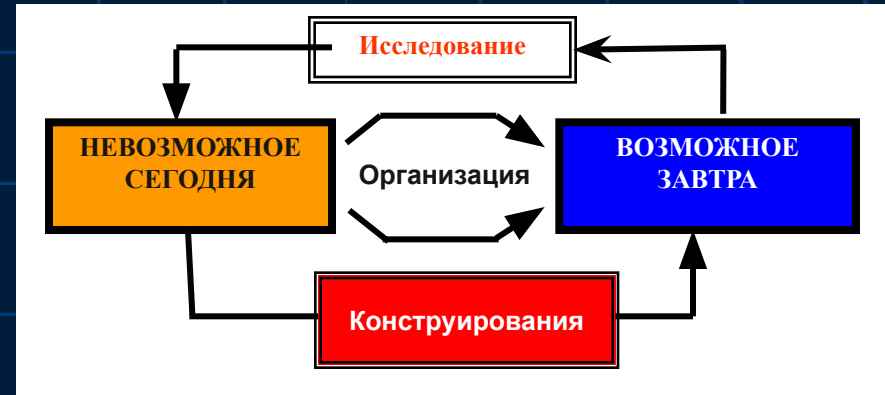 Исследование
НЕВОЗМОЖНОЕ
СЕГОДНЯ
Организация
ВОЗМОЖНОЕ
ЗАВТРА
Конструирования